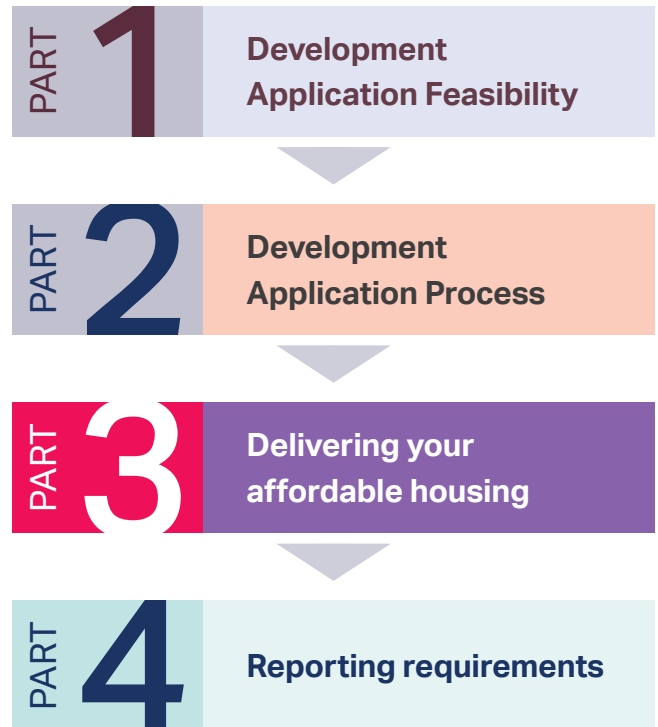 PART 1
Development
Application Feasibility
PART 2
Development
Application Process
PART 3
Delivering your
affordable housing
PART 4
Reporting requirements